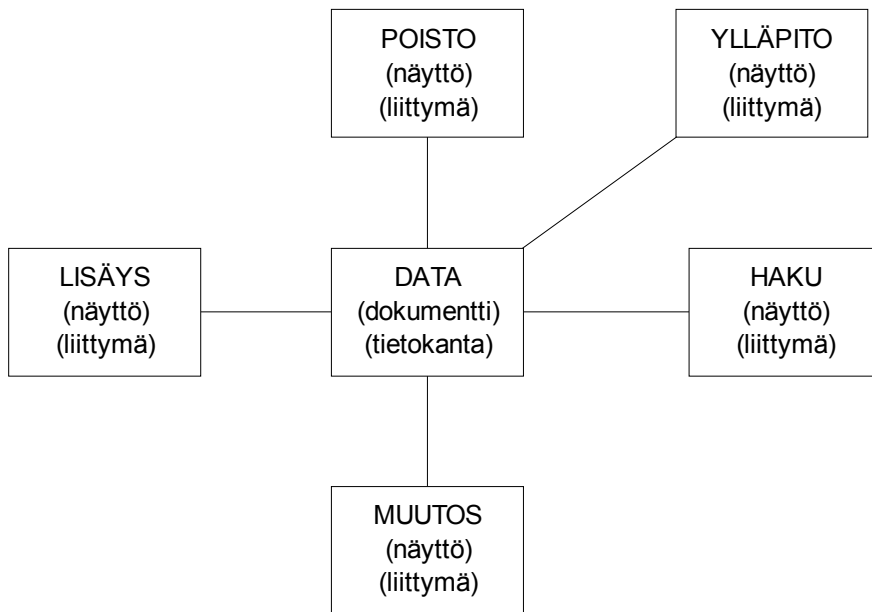 POISTO
(näyttö)
(liittymä)
YLLÄPITO
(näyttö)
(liittymä)
LISÄYS
(näyttö)
(liittymä)
DATA
(dokumentti)
(tietokanta)
HAKU
(näyttö)
(liittymä)
MUUTOS
(näyttö)
(liittymä)